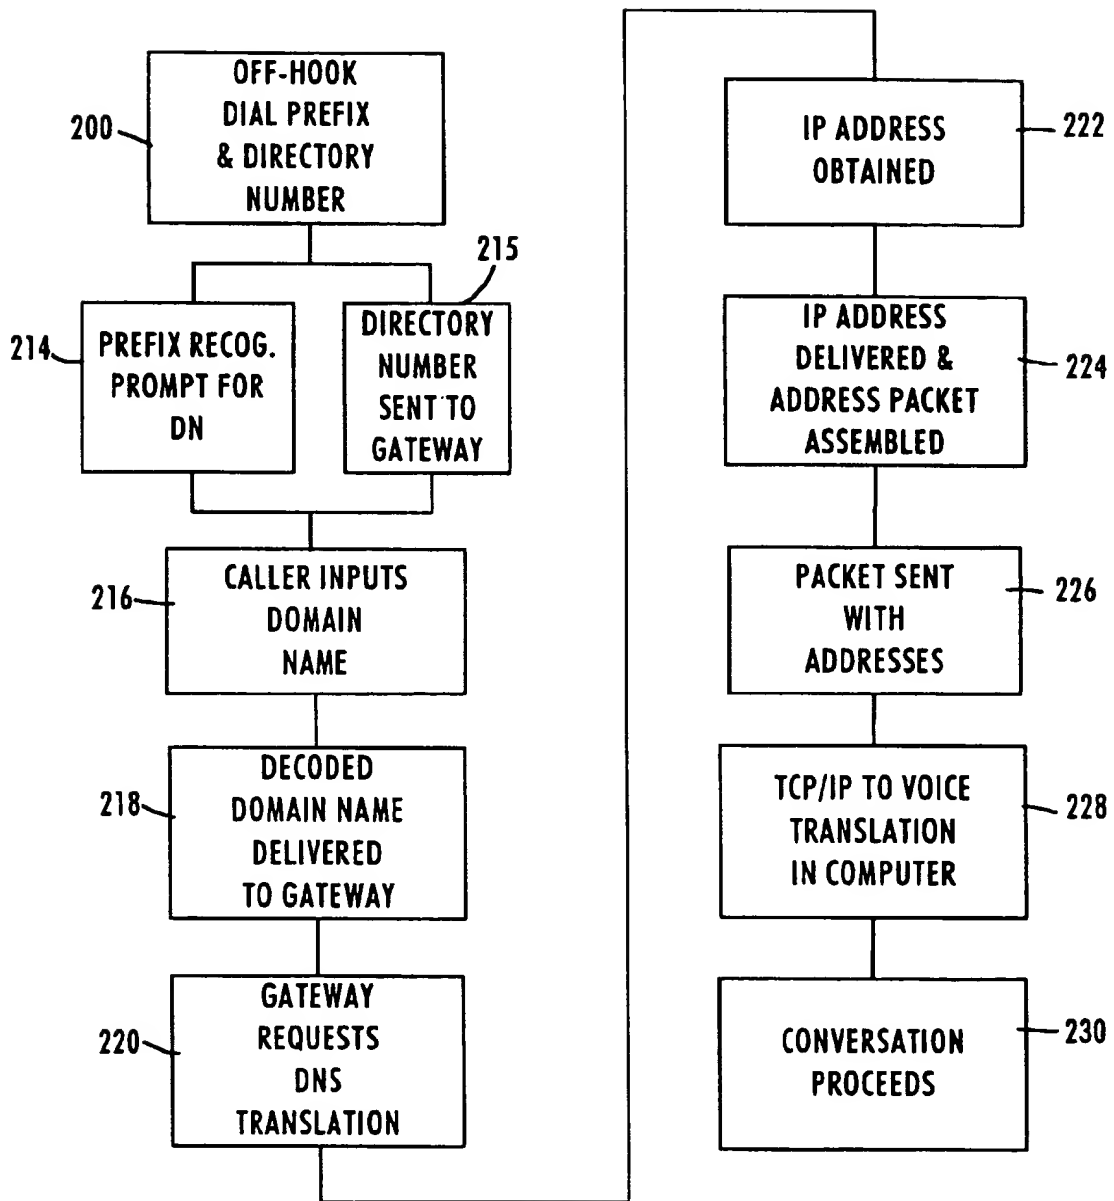 200
OFF-HOOK
DIAL PREFIX
& DIRECTORY
NUMBER
214
PREFIX RECOG.
PROMPT FOR
DN
215
DIRECTORY
NUMBER
SENT TO
GATEWAY
216
CALLER INPUTS
DOMAIN
NAME
218
DECODED
DOMAIN NAME
DELIVERED
TO GATEWAY
220
GATEWAY
REQUESTS
DNS
TRANSLATION
IP ADDRESS
OBTAINED
222
IP ADDRESS
DELIVERED &
ADDRESS PACKET
ASSEMBLED
224
PACKET SENT
WITH
ADDRESSES
226
TCP/IP TO VOICE
TRANSLATION
IN COMPUTER
228
CONVERSATION
PROCEEDS
230